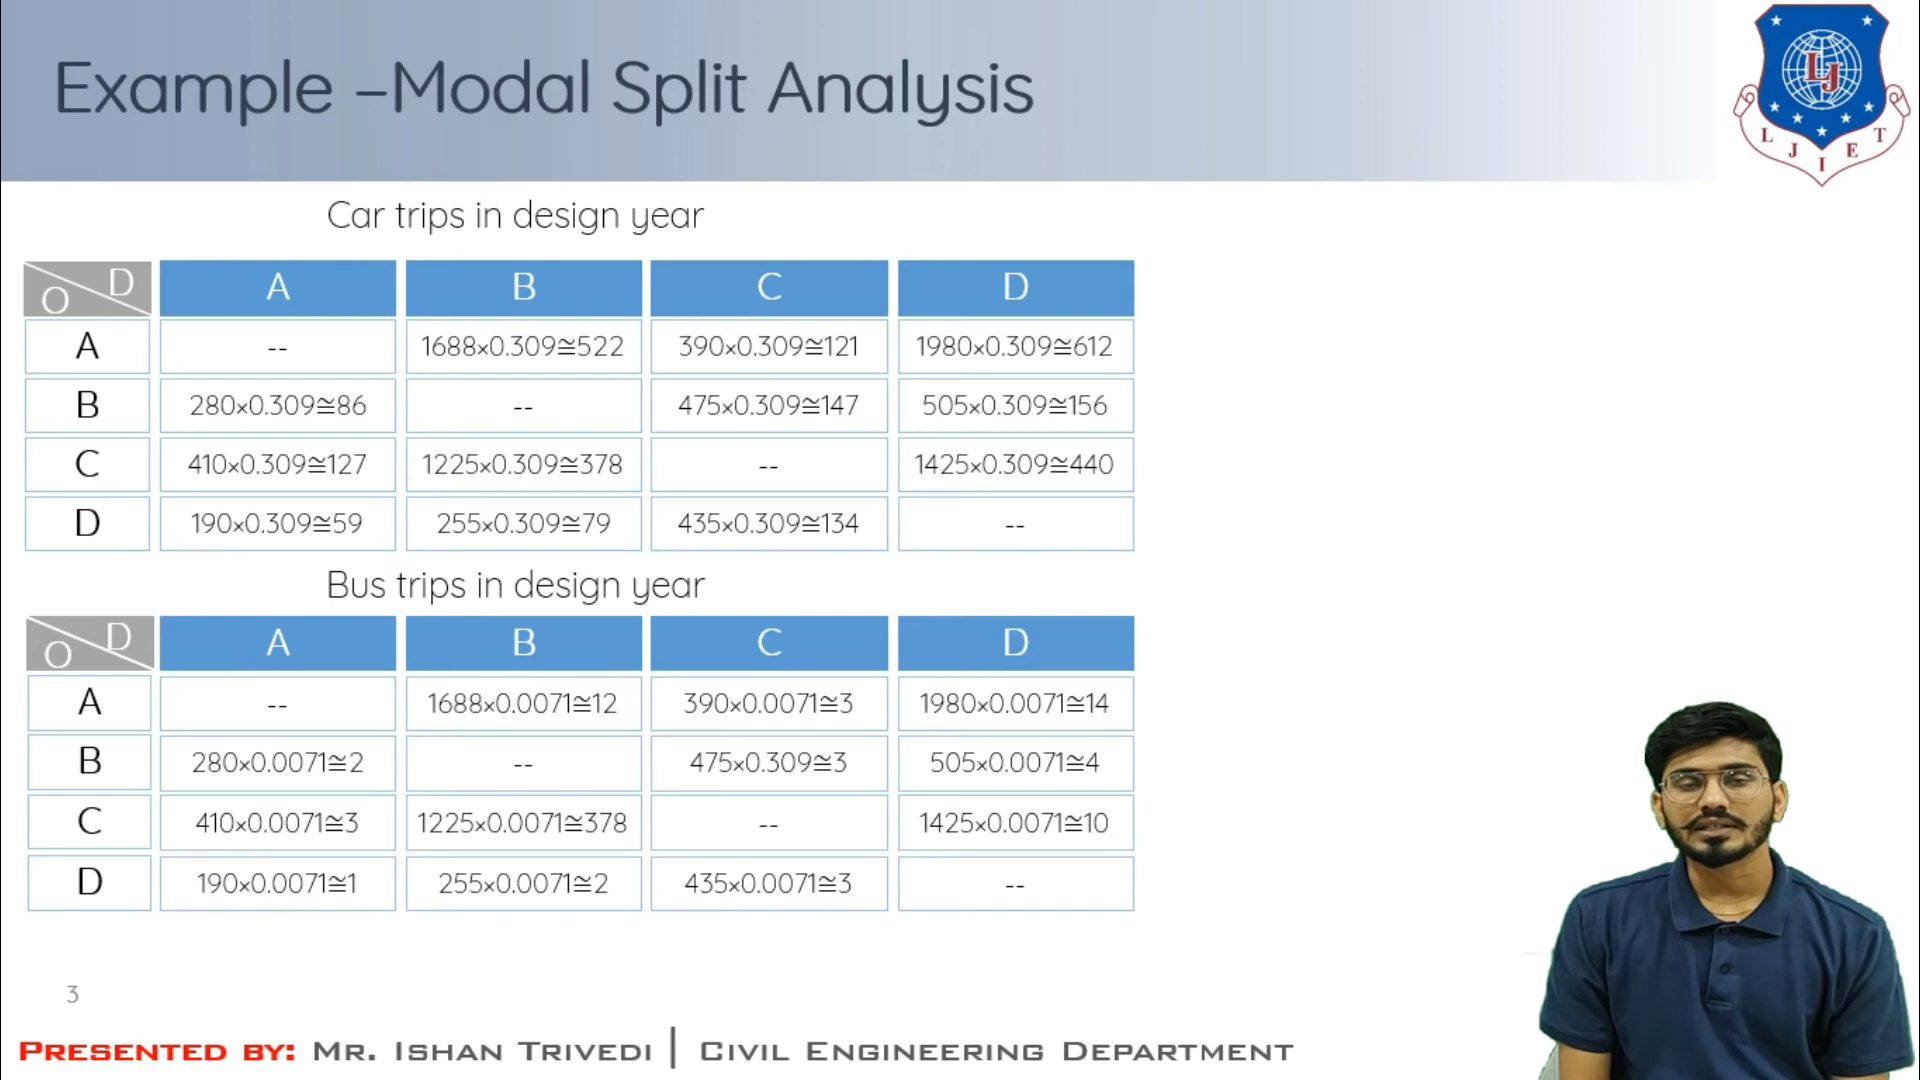 Example –Modal Split Analysis
L J I E T
LJ
Car trips in design year
O D A B C D
A -- 1688×0.309≅522 390×0.309≅121 1980×0.309≅612
B 280×0.309≅86 -- 475×0.309≅147 505×0.309≅156
C 410×0.309≅127 1225×0.309≅378 -- 1425×0.309≅440
D 190×0.309≅59 255×0.309≅79 435×0.309≅134 --
Bus trips in design year
O D A B C D
A -- 1688×0.0071≅12 390×0.0071≅3 1980×0.0071≅14
B 280×0.0071≅2 -- 475×0.309≅3 505×0.0071≅4
C 410×0.0071≅3 1225×0.0071≅378 -- 1425×0.0071≅10
D 190×0.0071≅1 255×0.0071≅2 435×0.0071≅3 --
3
PRESENTED BY: MR. ISHAN TRIVEDI | CIVIL ENGINEERING DEPARTMENT